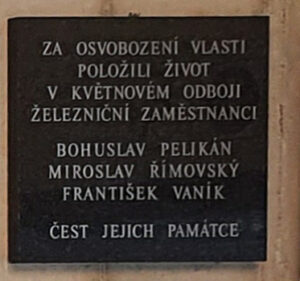 ZA OSVOBOZENÍ VLASTI
POLOŽILI ŽIVOT
V KVĚTNOVÉM ODBOJI
ŽELEZNIČNÍ ZAMĚSTNANCI
BOHUSLAV PELIKÁN
MIROSLAV ŘÍMOVSKÝ
FRANTIŠEK VANÍK
ČEST JEJICH PAMÁTCE